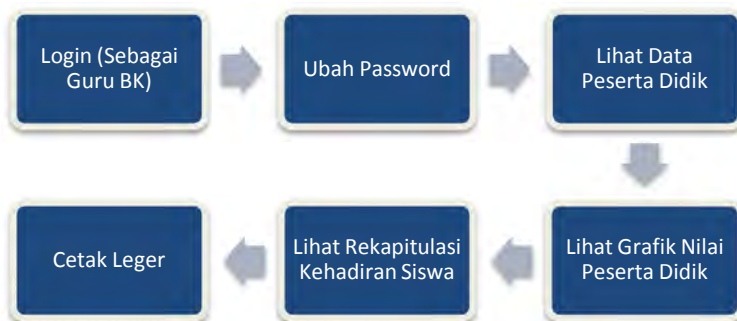 Login (Sebagai
Guru BK)
Ubah Password
Lihat Data
Peserta Didik
Lihat Grafik Nilai
Peserta Didik
Lihat Rekapitulasi
Kehadiran Siswa
Cetak Leger